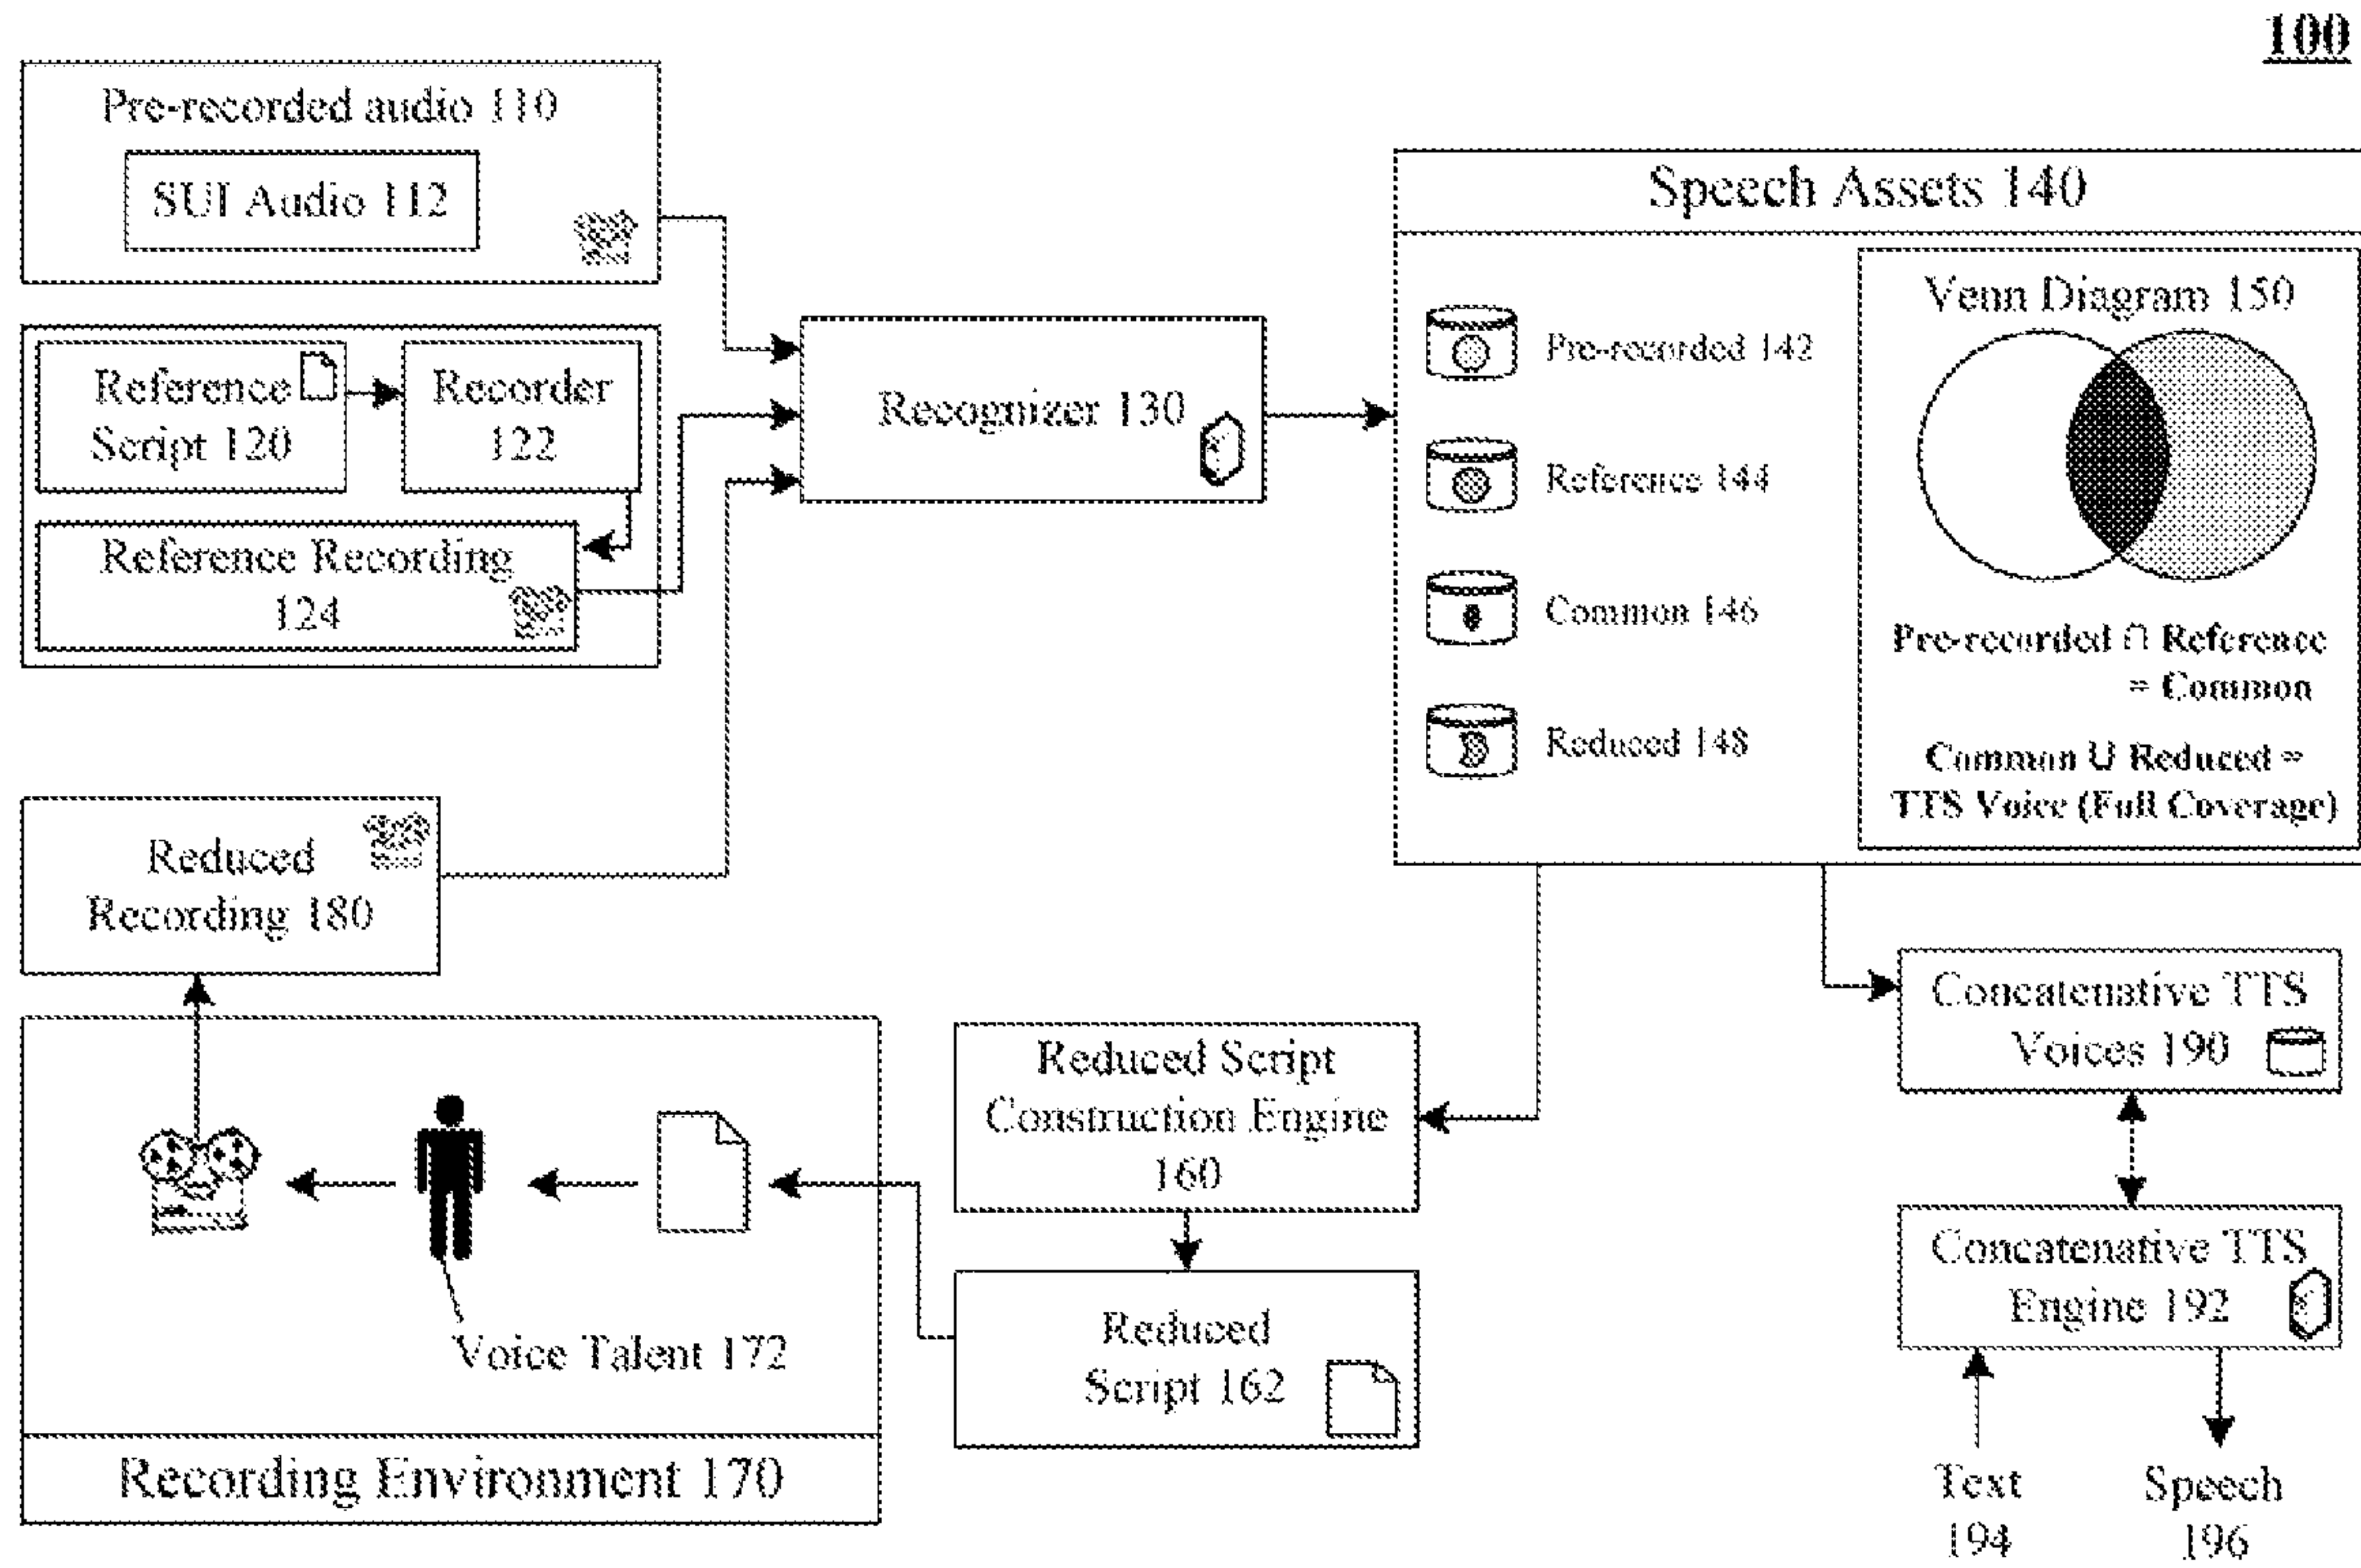 100
Pre-recorded audio 110
SUI Audio 112
Reference
Script 120
Recorder
122
Reference Recording
124
Recognizer 130
Speech Assets 140
Pre-recorded 142
Reference 144
Common 146
Reduced 148
Venn Diagram 150
Pre-recorded ∩ Reference
= Common
Common U Reduced =
TTS Voice (Full Coverage)
Reduced
Recording 180
Voice Talent 172
Recording Environment 170
Reduced Script
Construction Engine
160
Reduced
Script 162
Concatenative TTS
Voices 190
Concatenative TTS
Engine 192
Text
194
Speech
196